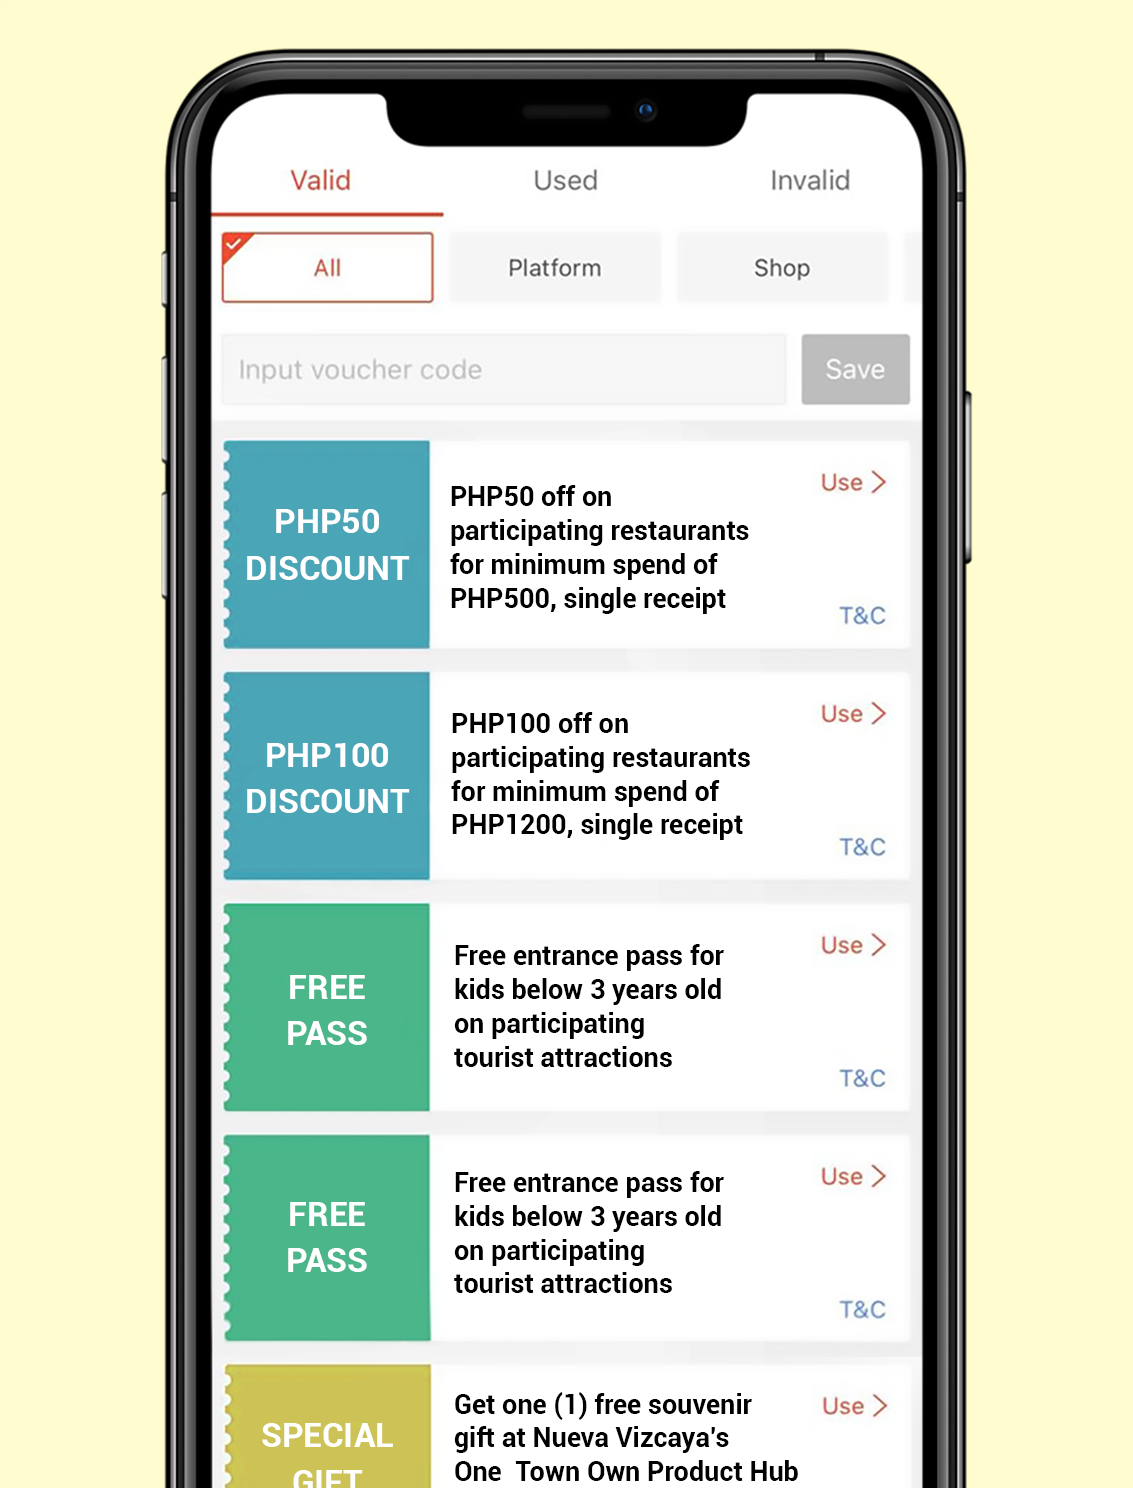 Valid Used Invalid
All Platform Shop
Input voucher code Save
PHP50
DISCOUNT
PHP50 off on
participating restaurants
for minimum spend of
PHP500, single receipt
Use >
T&C
PHP100
DISCOUNT
PHP100 off on
participating restaurants
for minimum spend of
PHP1200, single receipt
Use >
T&C
FREE
PASS
Free entrance pass for
kids below 3 years old
on participating
tourist attractions
Use >
T&C
FREE
PASS
Free entrance pass for
kids below 3 years old
on participating
tourist attractions
Use >
T&C
SPECIAL
GIFT
Get one (1) free souvenir
gift at Nueva Vizcaya's
One  Town Own Product Hub
Use >